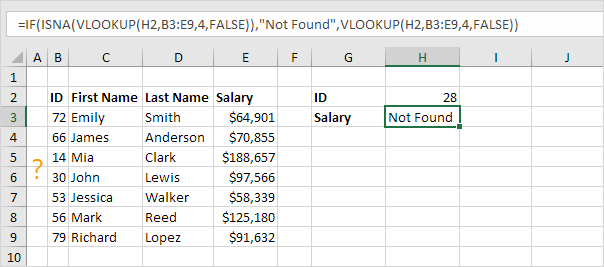 =IF(ISNA(VLOOKUP(H2,B3:E9,4,FALSE)),"Not Found",VLOOKUP(H2,B3:E9,4,FALSE))
A B C D E F G H I J
1
2 ID First Name Last Name Salary ID 28
3 72 Emily Smith $64,901 Salary Not Found
4 66 James Anderson $70,855
5 14 Mia Clark $188,657
?
6 30 John Lewis $97,566
7 53 Jessica Walker $58,339
8 56 Mark Reed $125,180
9 79 Richard Lopez $91,632
10